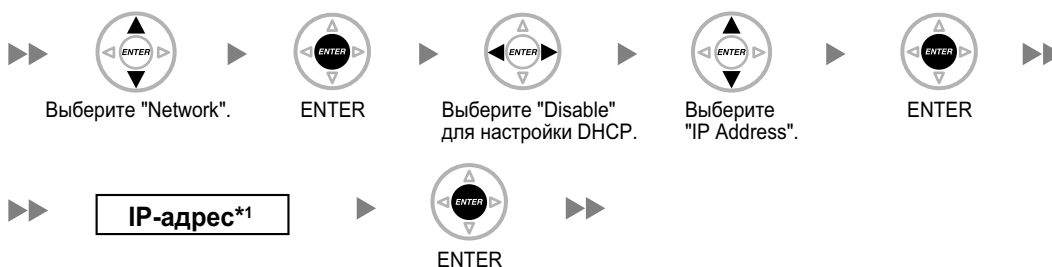 ENTER ENTER ENTER ENTER ENTER
Выберите "Network". ENTER Выберите "Disable" Выберите ENTER
для настройки DHCP. "IP Address".
IP-адрес*1 ENTER
ENTER